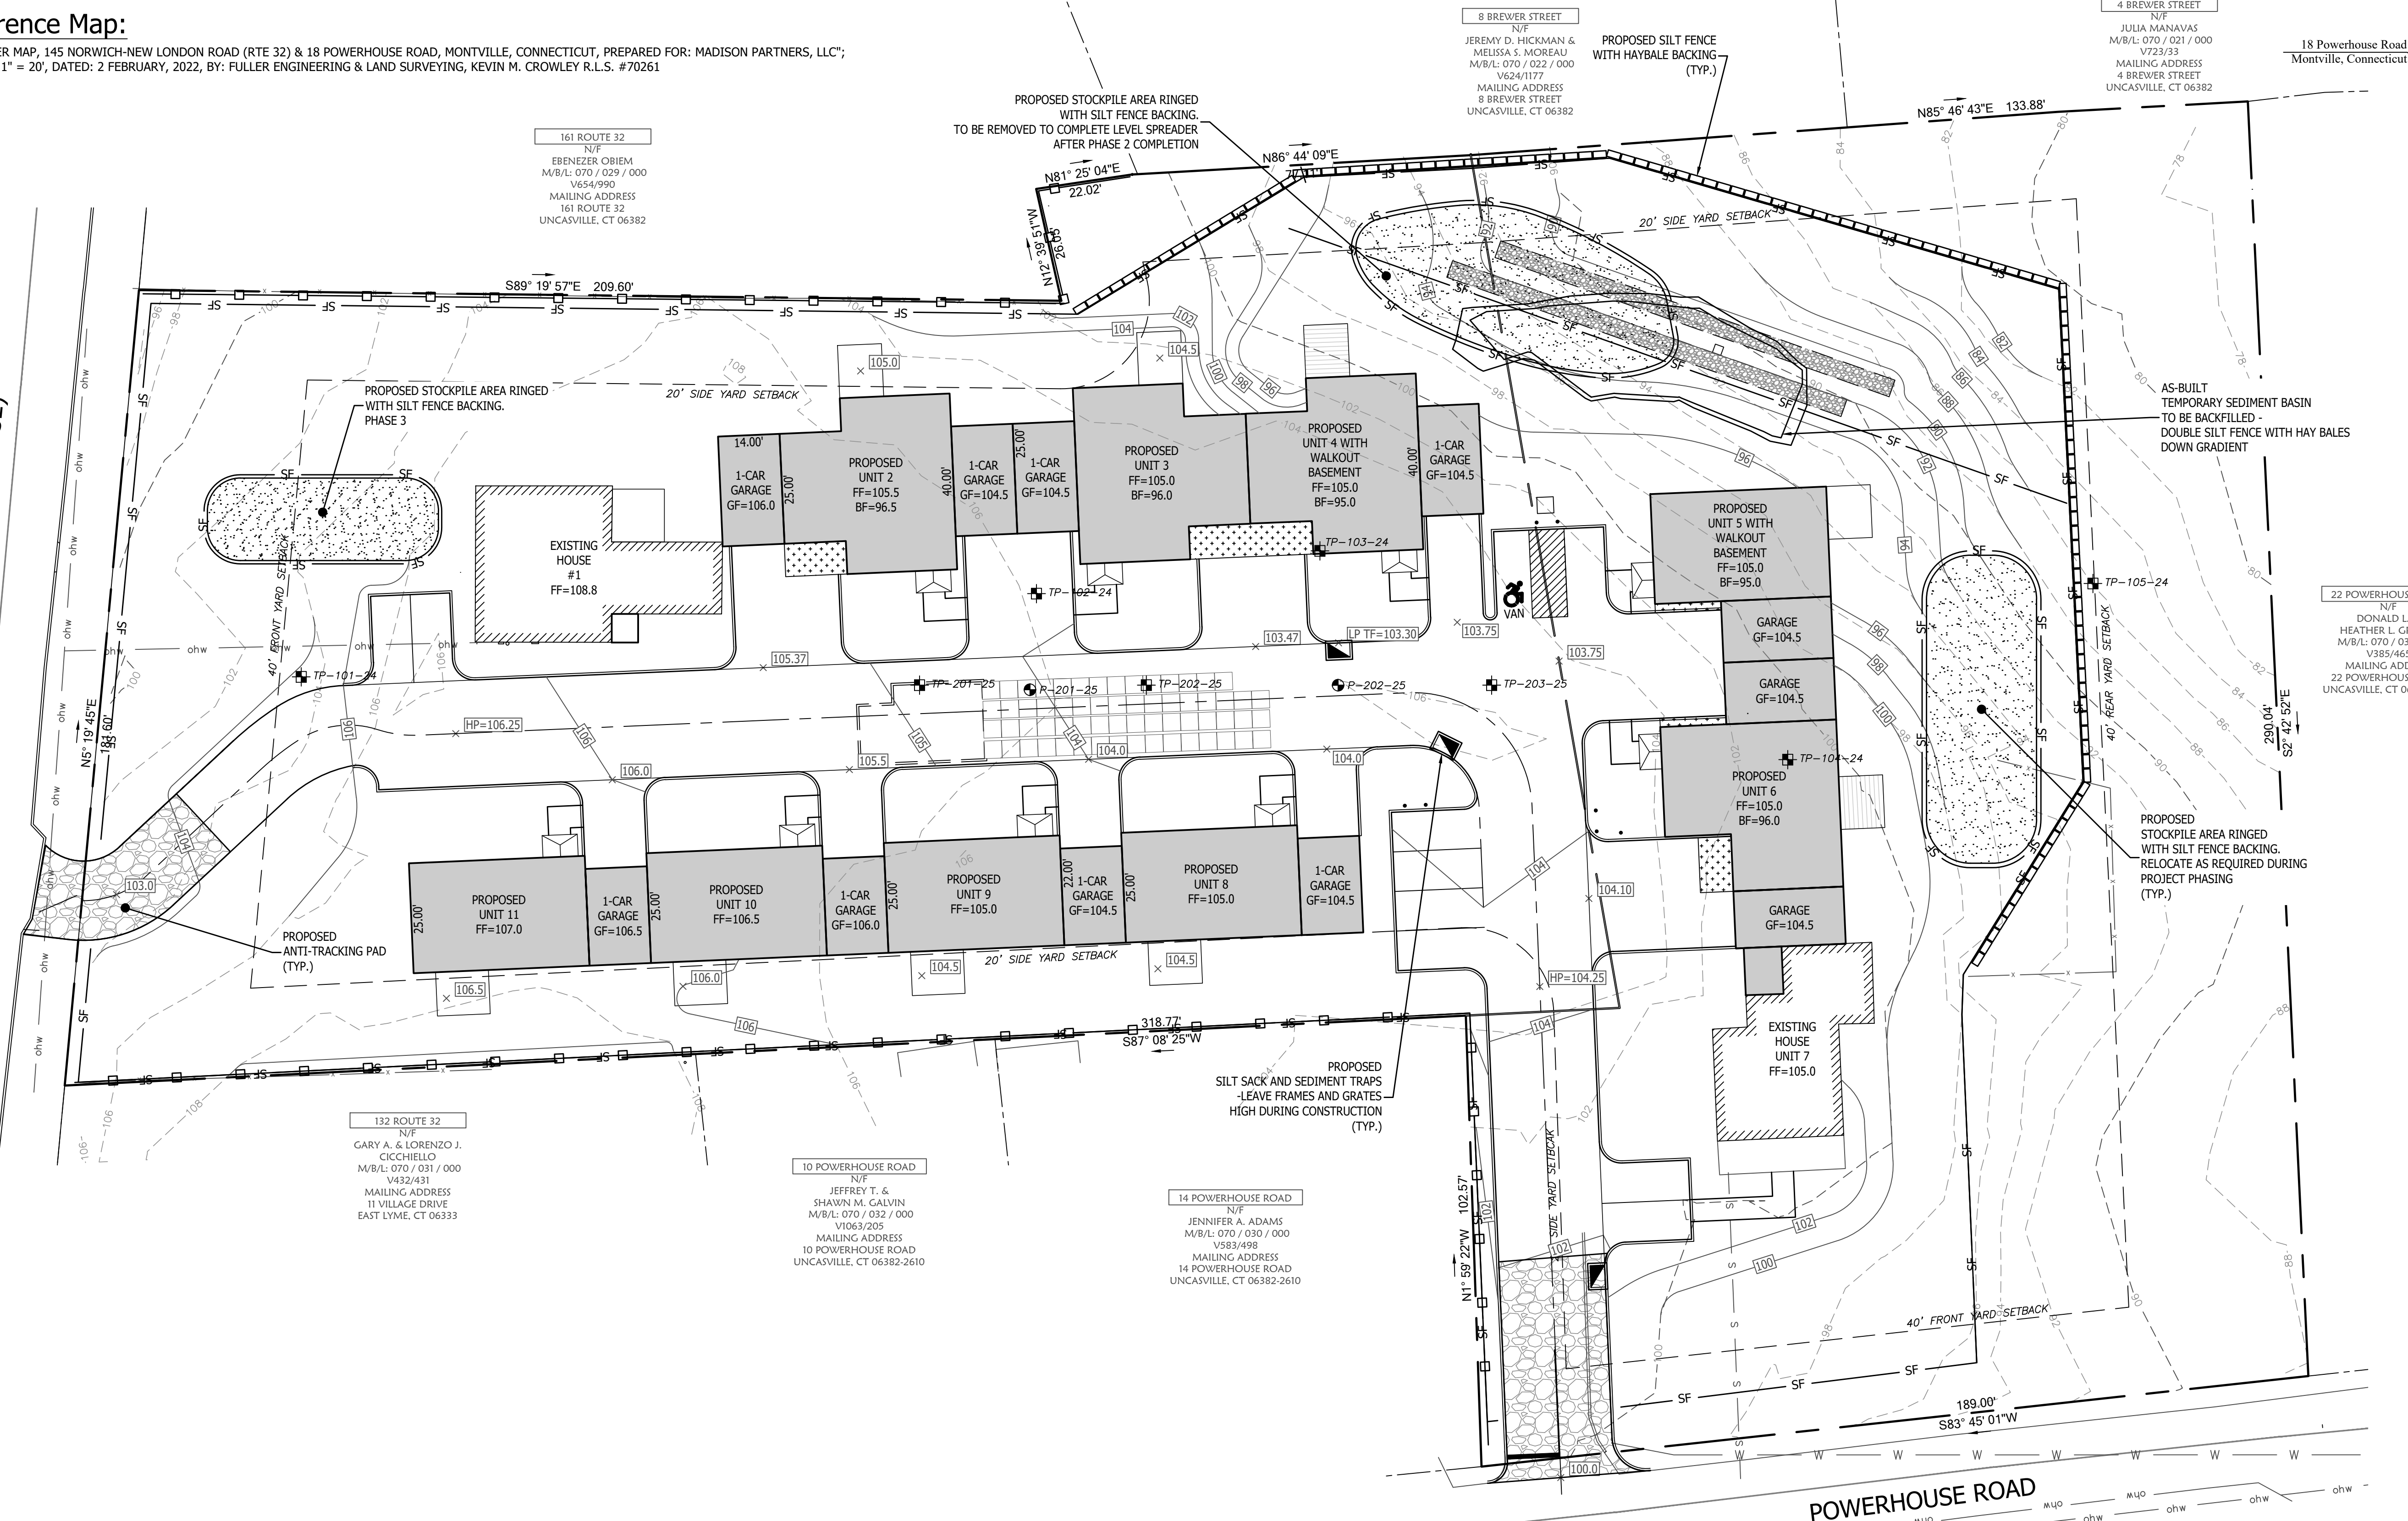 rence Map:
ER MAP, 145 NORWICH-NEW LONDON ROAD (RTE 32) & 18 POWERHOUSE ROAD, MONTVILLE, CONNECTICUT, PREPARED FOR: MADISON PARTNERS, LLC";
1" = 20', DATED: 2 FEBRUARY, 2022, BY: FULLER ENGINEERING & LAND SURVEYING, KEVIN M. CROWLEY R.L.S. #70261
8 BREWER STREET
N/F
JEREMY D. HICKMAN &
MELISSA S. MOREAU
M/B/L: 070 / 022 / 000
V624/1177
MAILING ADDRESS
8 BREWER STREET
UNCASVILLE, CT 06382
PROPOSED SILT FENCE
WITH HAYBALE BACKING
(TYP.)
4 BREWER STREET
N/F
JULIA MANAVAS
M/B/L: 070 / 021 / 000
V723/33
MAILING ADDRESS
4 BREWER STREET
UNCASVILLE, CT 06382
18 Powerhouse Road
Montville, Connecticut
161 ROUTE 32
N/F
EBENEZER OBIEM
M/B/L: 070 / 029 / 000
V654/990
MAILING ADDRESS
161 ROUTE 32
UNCASVILLE, CT 06382
PROPOSED STOCKPILE AREA RINGED
WITH SILT FENCE BACKING.
TO BE REMOVED TO COMPLETE LEVEL SPREADER
AFTER PHASE 2 COMPLETION
N81° 25' 04"E
22.02'
N86° 44' 09"E
N85° 46' 43"E 133.88'
N12° 39' 51"W
26.05'
S89° 19' 57"E 209.60'
20' SIDE YARD SETBACK
20' SIDE YARD SETBACK
PROPOSED STOCKPILE AREA RINGED
WITH SILT FENCE BACKING.
PHASE 3
AS-BUILT
TEMPORARY SEDIMENT BASIN
TO BE BACKFILLED -
DOUBLE SILT FENCE WITH HAY BALES
DOWN GRADIENT
EXISTING
HOUSE
#1
FF=108.8
14.00'
1-CAR
GARAGE
GF=106.0
25.00'
PROPOSED
UNIT 2
FF=105.5
BF=96.5
40.00'
105.0
1-CAR
GARAGE
GF=104.5
25.00'
1-CAR
GARAGE
GF=104.5
104.5
PROPOSED
UNIT 3
FF=105.0
BF=96.0
PROPOSED
UNIT 4 WITH
WALKOUT
BASEMENT
FF=105.0
BF=95.0
40.00'
1-CAR
GARAGE
GF=104.5
PROPOSED
UNIT 5 WITH
WALKOUT
BASEMENT
FF=105.0
BF=95.0
GARAGE
GF=104.5
GARAGE
GF=104.5
PROPOSED
UNIT 6
FF=105.0
BF=96.0
GARAGE
GF=104.5
EXISTING
HOUSE
UNIT 7
FF=105.0
VAN
TP-101-24
TP-102-24
TP-103-24
TP-104-24
TP-105-24
TP-201-25
P-201-25
TP-202-25
P-202-25
TP-203-25
105.37
103.47
LP TF=103.30
103.75
103.75
HP=106.25
106.0
105.5
104.0
104.0
104.10
HP=104.25
40' FRONT YARD SETBACK
40' REAR YARD SETBACK
N5° 19' 45"E
181.60'
290.04'
S2° 42' 52"E
22 POWERHOUS
N/F
DONALD L.
M/B/L: 070 / 03
V385/465
MAILING ADD
22 POWERHOUS
UNCASVILLE, CT 0
103.0
PROPOSED
ANTI-TRACKING PAD
(TYP.)
25.00'
PROPOSED
UNIT 11
FF=107.0
1-CAR
GARAGE
GF=106.5
25.00'
PROPOSED
UNIT 10
FF=106.5
1-CAR
GARAGE
GF=106.0
25.00'
PROPOSED
UNIT 9
FF=105.0
22.00'
1-CAR
GARAGE
GF=104.5
25.00'
PROPOSED
UNIT 8
FF=105.0
1-CAR
GARAGE
GF=104.5
106.5
106.0
104.5
104.5
20' SIDE YARD SETBACK
PROPOSED
STOCKPILE AREA RINGED
WITH SILT FENCE BACKING.
RELOCATE AS REQUIRED DURING
PROJECT PHASING
(TYP.)
318.77'
S87° 08' 25"W
PROPOSED
SILT SACK AND SEDIMENT TRAPS
-LEAVE FRAMES AND GRATES
HIGH DURING CONSTRUCTION
(TYP.)
132 ROUTE 32
N/F
GARY A. & LORENZO J.
CICCHIELLO
M/B/L: 070 / 031 / 000
V432/431
MAILING ADDRESS
11 VILLAGE DRIVE
EAST LYME, CT 06333
10 POWERHOUSE ROAD
N/F
JEFFREY T. &
SHAWN M. GALVIN
M/B/L: 070 / 032 / 000
V1063/205
MAILING ADDRESS
10 POWERHOUSE ROAD
UNCASVILLE, CT 06382-2610
14 POWERHOUSE ROAD
N/F
JENNIFER A. ADAMS
M/B/L: 070 / 030 / 000
V583/498
MAILING ADDRESS
14 POWERHOUSE ROAD
UNCASVILLE, CT 06382-2610
N1° 59' 22"W 102.57'
SIDE YARD SETBCAK
40' FRONT YARD SETBACK
189.00'
S83° 45' 01"W
100.0
POWERHOUSE ROAD